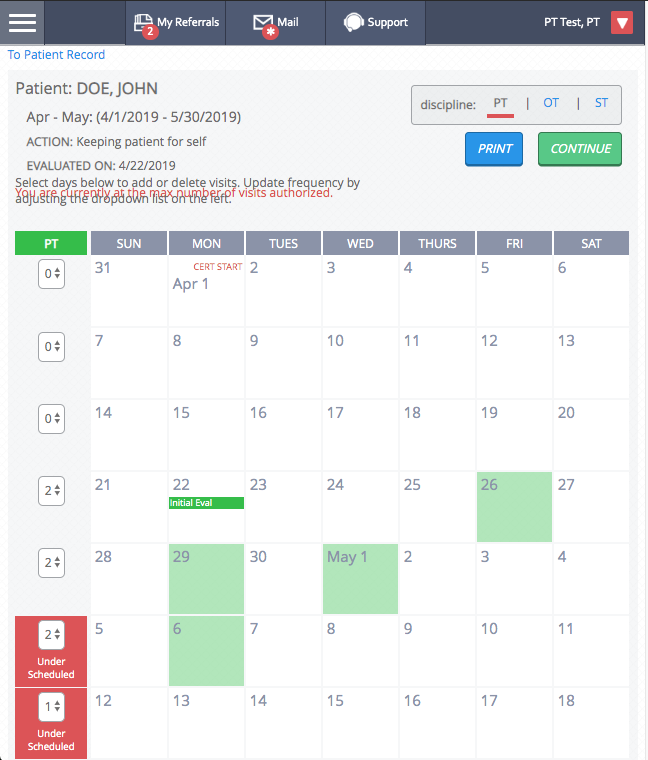 My Referrals
2
Mail
*
Support
PT Test, PT
To Patient Record
Patient: DOE, JOHN
Apr - May: (4/1/2019 - 5/30/2019)
ACTION: Keeping patient for self
EVALUATED ON: 4/22/2019
discipline: PT | OT | ST
PRINT
CONTINUE
Select days below to add or delete visits. Update frequency by
You are currently at the max number of visits authorized.
adjusting the dropdown list on the left.
PT SUN MON TUES WED THURS FRI SAT
CERT START
0 31 Apr 1 2 3 4 5 6
0 7 8 9 10 11 12 13
0 14 15 16 17 18 19 20
2 21 22 23 24 25 26 27
Initial Eval
2 28 29 30 May 1 2 3 4
2 5 6 7 8 9 10 11
Under
Scheduled
1 12 13 14 15 16 17 18
Under
Scheduled